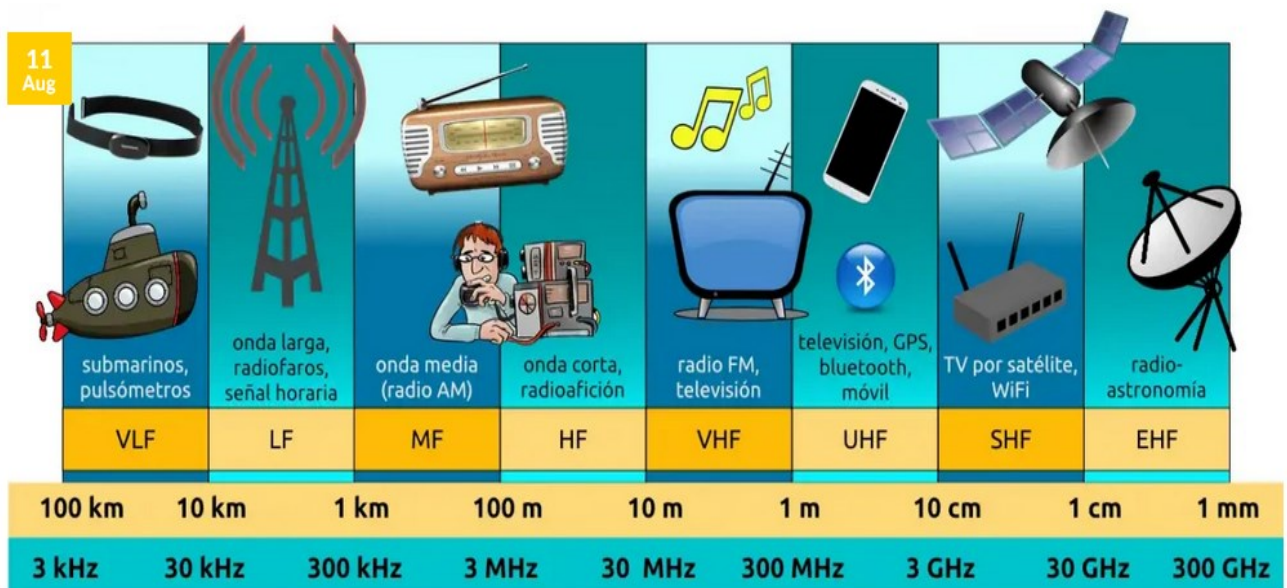 11
Aug
submarinos,
pulsómetros
onda larga,
radiofaros,
señal horaria
onda media
(radio AM)
onda corta,
radioafición
radio FM,
televisión
televisión, GPS,
bluetooth,
móvil
TV por satélite,
WiFi
radio-
astronomía
VLF LF MF HF VHF UHF SHF EHF
100 km 10 km 1 km 100 m 10 m 1 m 10 cm 1 cm 1 mm
3 kHz 30 kHz 300 kHz 3 MHz 30 MHz 300 MHz 3 GHz 30 GHz 300 GHz